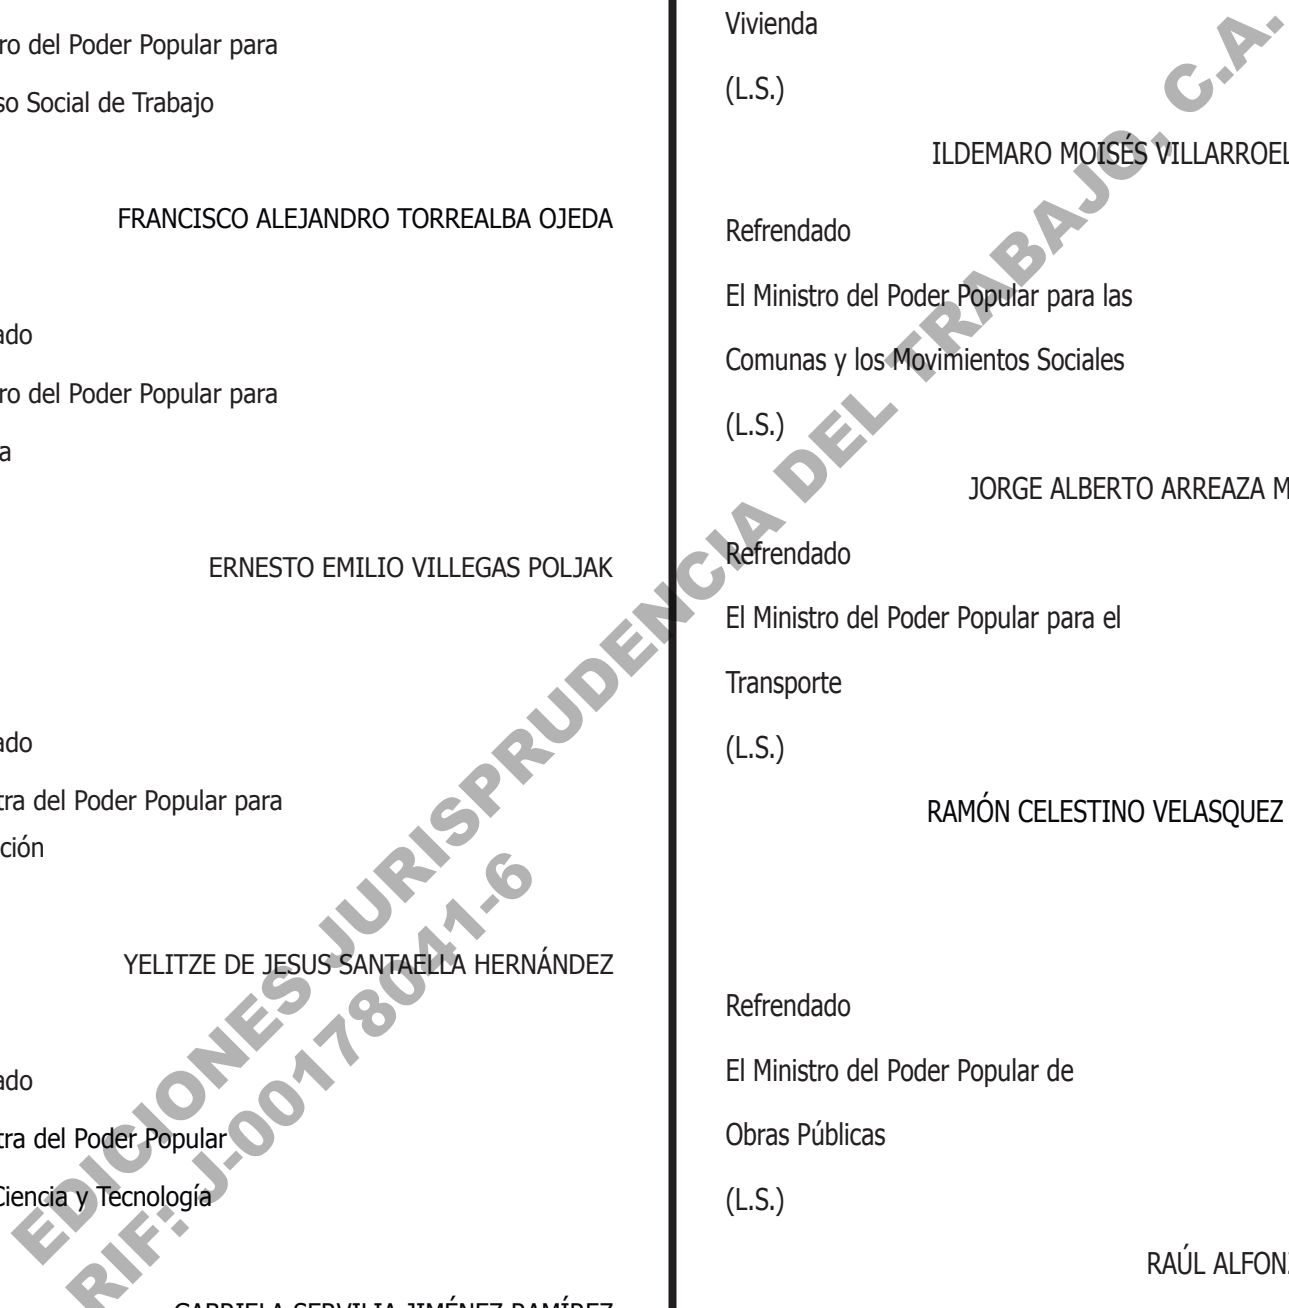 ro del Poder Popular para
so Social de Trabajo
FRANCISCO ALEJANDRO TORREALBA OJEDA
ado
ro del Poder Popular para
a
ERNESTO EMILIO VILLEGAS POLJAK
ado
tra del Poder Popular para
ción
YELITZE DE JESUS SANTAELLA HERNÁNDEZ
ado
tra del Poder Popular
Ciencia y Tecnología
GABRIELA SERVILIA JIMÉNEZ RAMÍREZ
Vivienda
(L.S.)
ILDEMARO MOISÉS VILLARROEL
Refrendado
El Ministro del Poder Popular para las
Comunas y los Movimientos Sociales
(L.S.)
JORGE ALBERTO ARREAZA M
Refrendado
El Ministro del Poder Popular para el
Transporte
(L.S.)
RAMÓN CELESTINO VELASQUEZ
Refrendado
El Ministro del Poder Popular de
Obras Públicas
(L.S.)
RAÚL ALFON
EDICIONES JURISPRUDENCIA DEL TRABAJO, C.A.
RIF: J-00178041-6